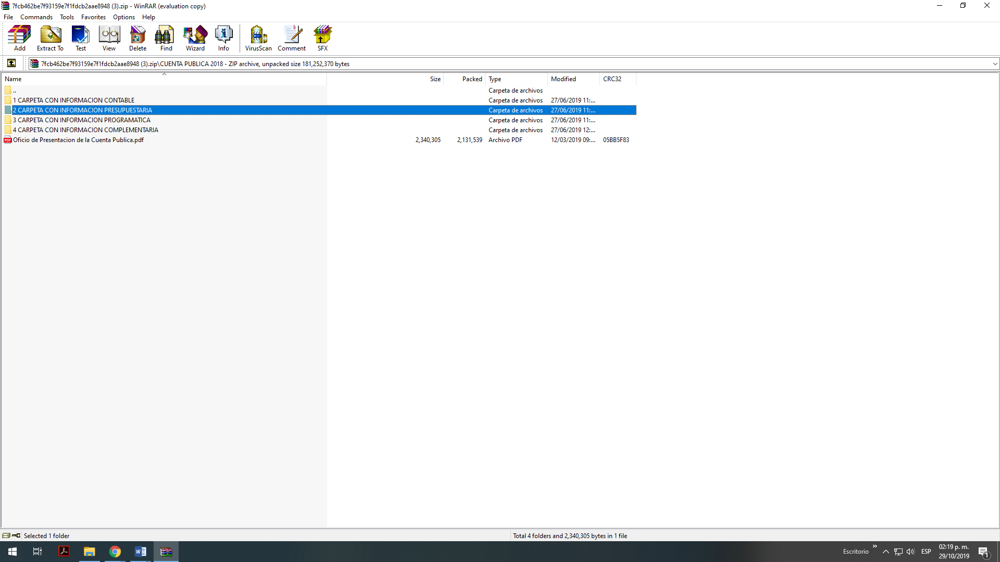 7fcb462be7f93159e7f1fdcb2aae8948 (3).zip - WinRAR (evaluation copy)
File Commands Tools Favorites Options Help
Add Extract To Test View Delete Find Wizard Info VirusScan Comment SFX
7fcb462be7f93159e7f1fdcb2aae8948 (3).zip\CUENTA PUBLICA 2018 - ZIP archive, unpacked size 181,252,370 bytes
Name Size Packed Type Modified CRC32
.. Carpeta de archivos
1 CARPETA CON INFORMACION CONTABLE Carpeta de archivos 27/06/2019 11:...
2 CARPETA CON INFORMACION PRESUPUESTARIA Carpeta de archivos 27/06/2019 11:...
3 CARPETA CON INFORMACION PROGRAMATICA Carpeta de archivos 27/06/2019 11:...
4 CARPETA CON INFORMACION COMPLEMENTARIA Carpeta de archivos 27/06/2019 12:...
PDF Oficio de Presentacion de la Cuenta Publica.pdf 2,340,305 2,131,539 Archivo PDF 12/03/2019 09:... 05BB5F83
Selected 1 folder Total 4 folders and 2,340,305 bytes in 1 file
Escritorio » ESP 02:19 p. m. 1
29/10/2019